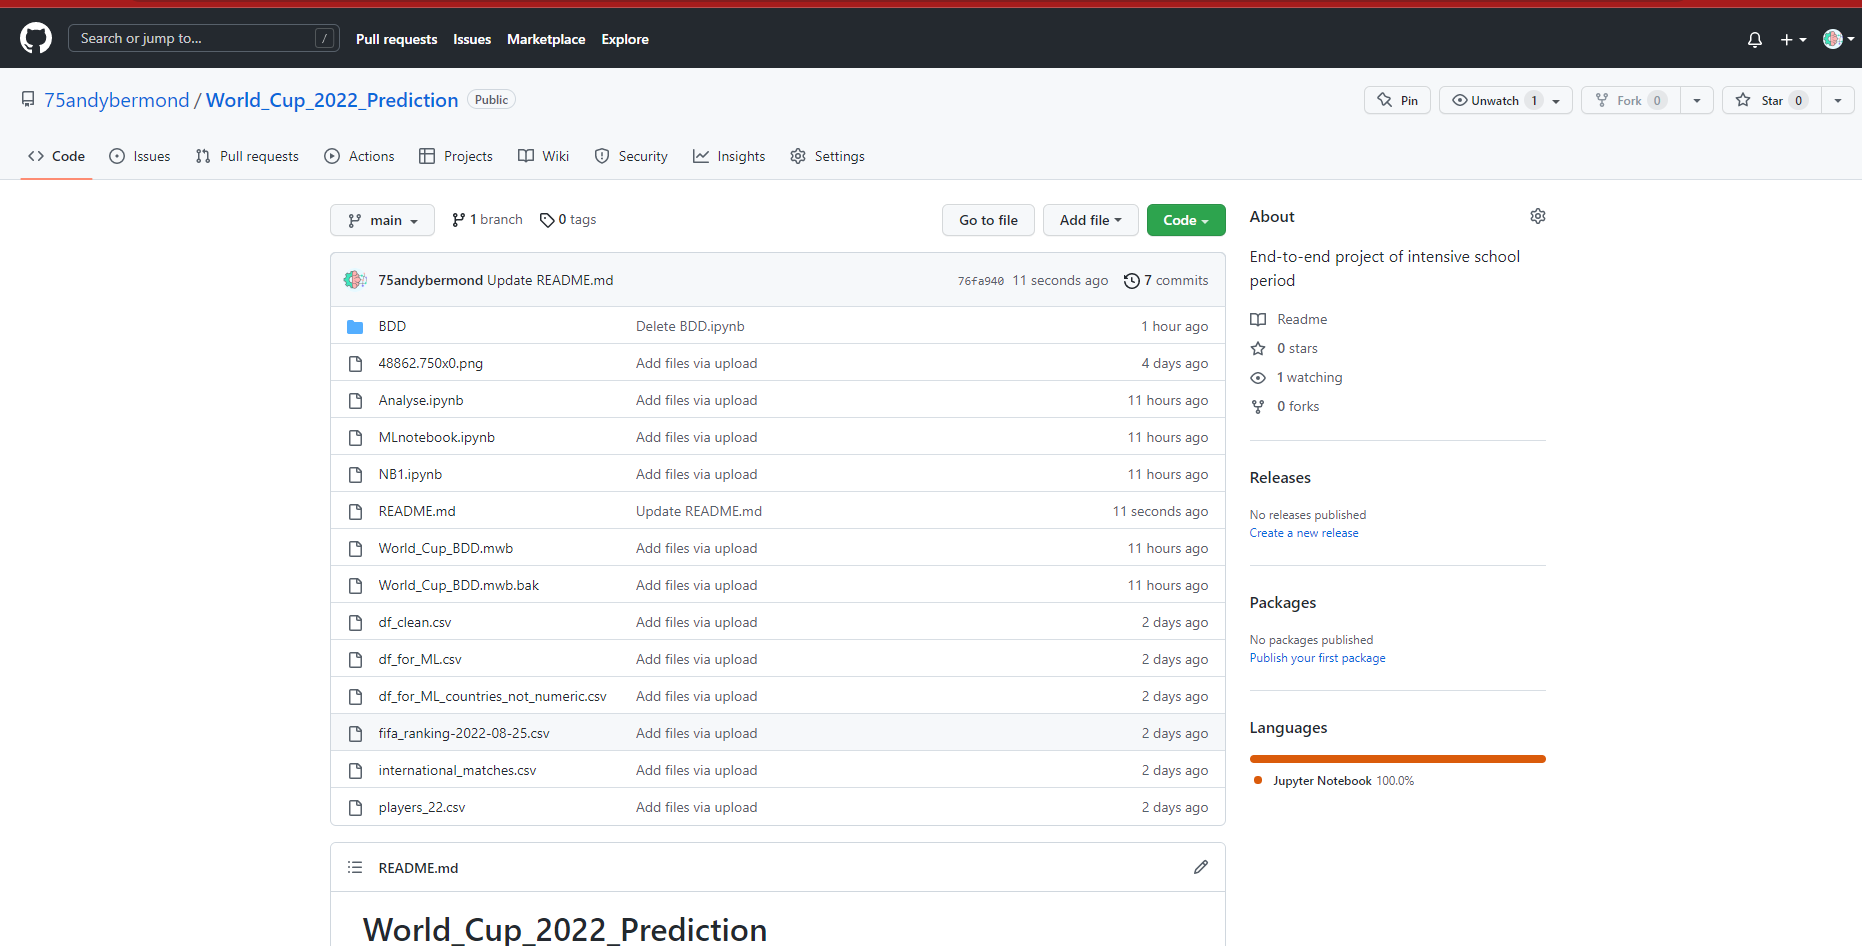 Search or jump to... /
Pull requests Issues Marketplace Explore
75andybermond / World_Cup_2022_Prediction Public
Pin Unwatch 1 Fork 0 Star 0
Code Issues Pull requests Actions Projects Wiki Security Insights Settings
main 1 branch 0 tags Go to file Add file Code
75andybermond Update README.md 76fa940 11 seconds ago 7 commits
BDD Delete BDD.ipynb 1 hour ago
48862.750x0.png Add files via upload 4 days ago
Analyse.ipynb Add files via upload 11 hours ago
MLnotebook.ipynb Add files via upload 11 hours ago
NB1.ipynb Add files via upload 11 hours ago
README.md Update README.md 11 seconds ago
World_Cup_BDD.mwb Add files via upload 11 hours ago
World_Cup_BDD.mwb.bak Add files via upload 11 hours ago
df_clean.csv Add files via upload 2 days ago
df_for_ML.csv Add files via upload 2 days ago
df_for_ML_countries_not_numeric.csv Add files via upload 2 days ago
fifa_ranking-2022-08-25.csv Add files via upload 2 days ago
international_matches.csv Add files via upload 2 days ago
players_22.csv Add files via upload 2 days ago
README.md
World_Cup_2022_Prediction
About
End-to-end project of intensive school
period
Readme
0 stars
1 watching
0 forks
Releases
No releases published
Create a new release
Packages
No packages published
Publish your first package
Languages
Jupyter Notebook 100.0%